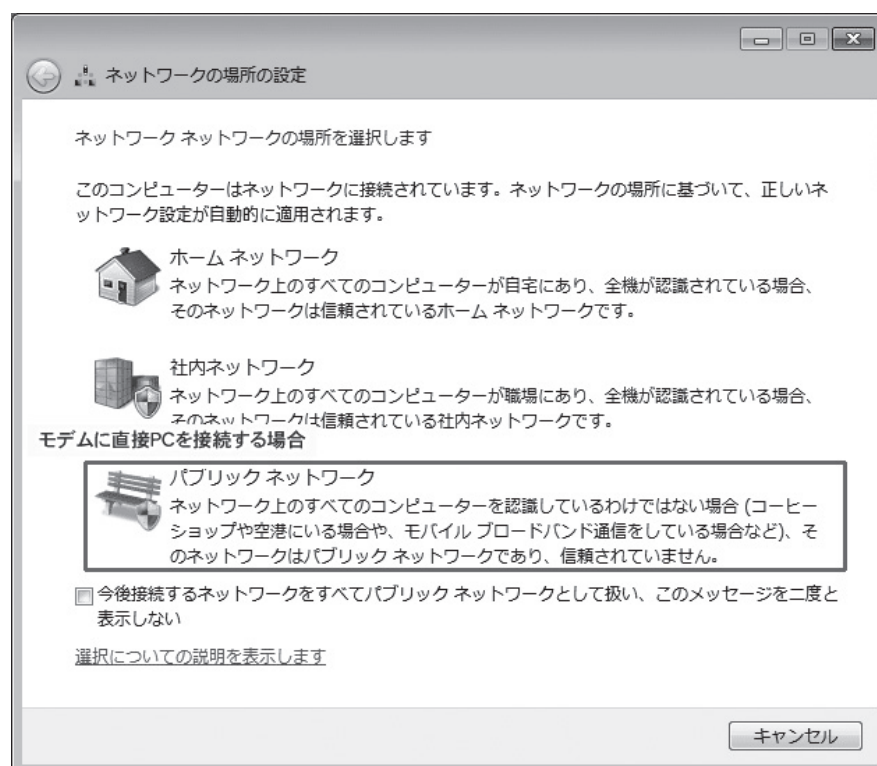 ネットワークの場所の設定
ネットワーク ネットワークの場所を選択します
このコンピューターはネットワークに接続されています。ネットワークの場所に基づいて、正しいネ
ットワーク設定が自動的に適用されます。
ホーム ネットワーク
ネットワーク上のすべてのコンピューターが自宅にあり、全機が認識されている場合、
そのネットワークは信頼されているホーム ネットワークです。
社内ネットワーク
ネットワーク上のすべてのコンピューターが職場にあり、全機が認識されている場合、
そのネットワークは信頼されている社内ネットワークです。
モデムに直接PCを接続する場合
パブリック ネットワーク
ネットワーク上のすべてのコンピューターを認識しているわけではない場合 (コーヒー
ショップや空港にいる場合や、モバイル ブロードバンド通信をしている場合など)、そ
のネットワークはパブリック ネットワークであり、信頼されていません。
今後接続するネットワークをすべてパブリック ネットワークとして扱い、このメッセージを二度と
表示しない
選択についての説明を表示します
キャンセル